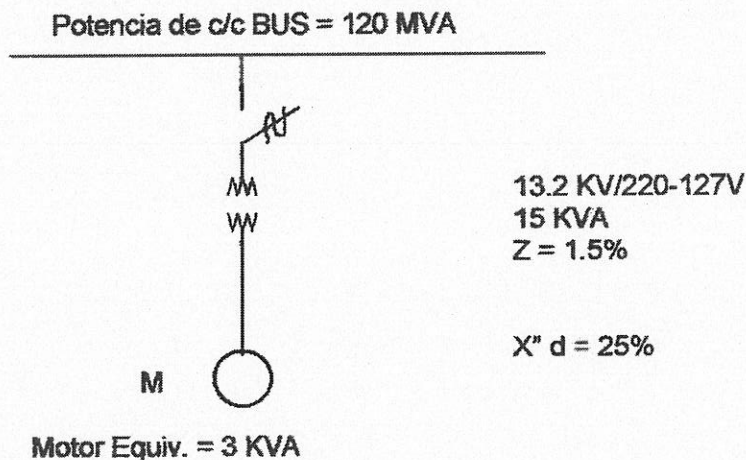 Potencia de c/c BUS = 120 MVA
13.2 KV/220-127V
15 KVA
Z = 1.5%
X" d = 25%
M
Motor Equiv. = 3 KVA